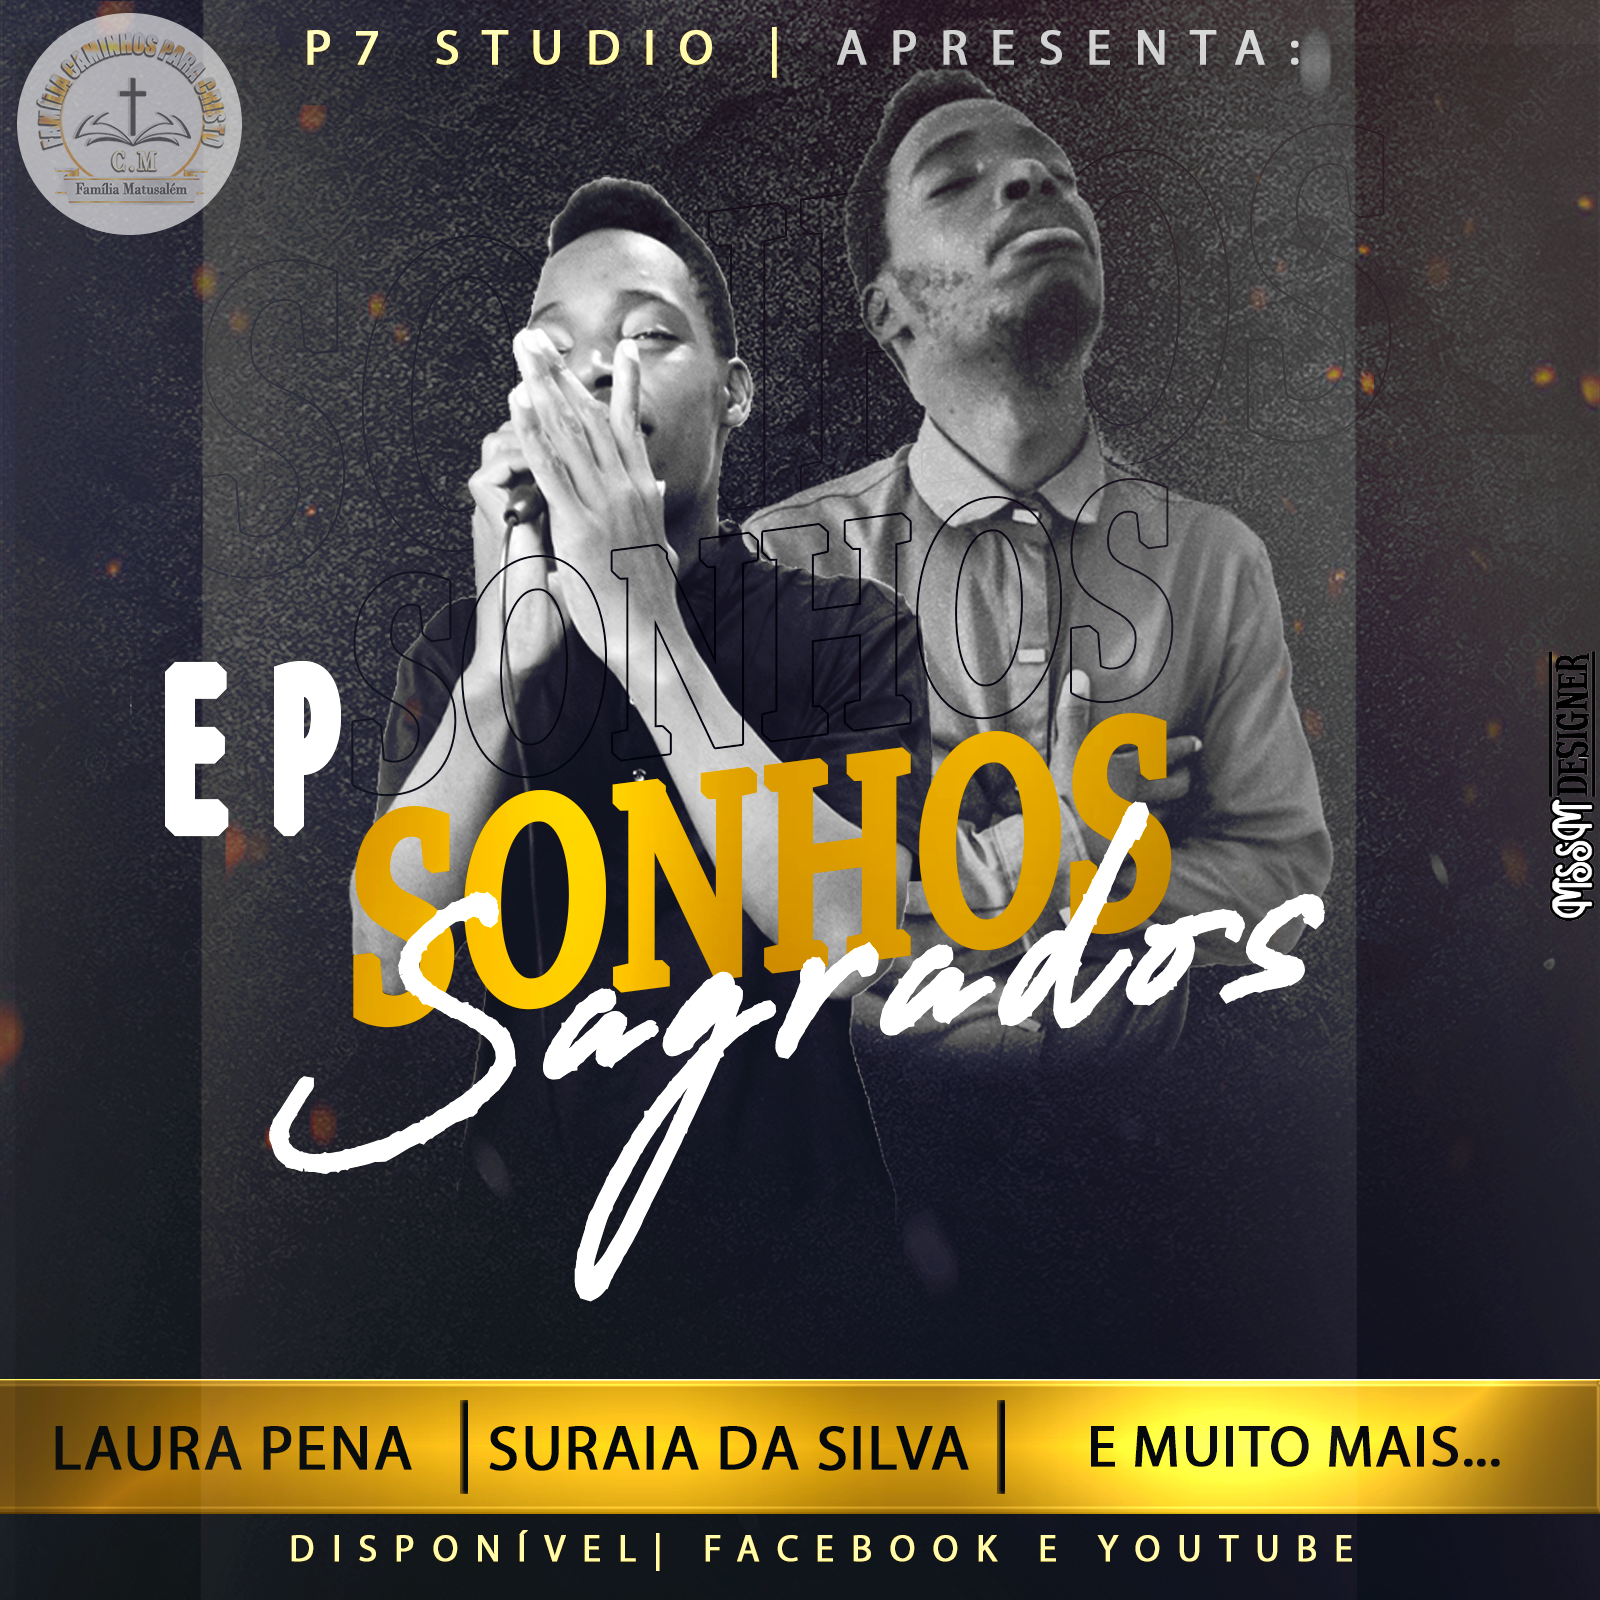 P7 STUDIO | APRESENTA:
FAMÍLIA CAMINHOS PARA CRISTO
C.M
Família Matusalém
SONHOS
SONHOS
EP
SONHOS
Sagrados
DESIGNER
LAURA PENA | SURAIA DA SILVA | E MUITO MAIS...
DISPONÍVEL| FACEBOOK E YOUTUBE